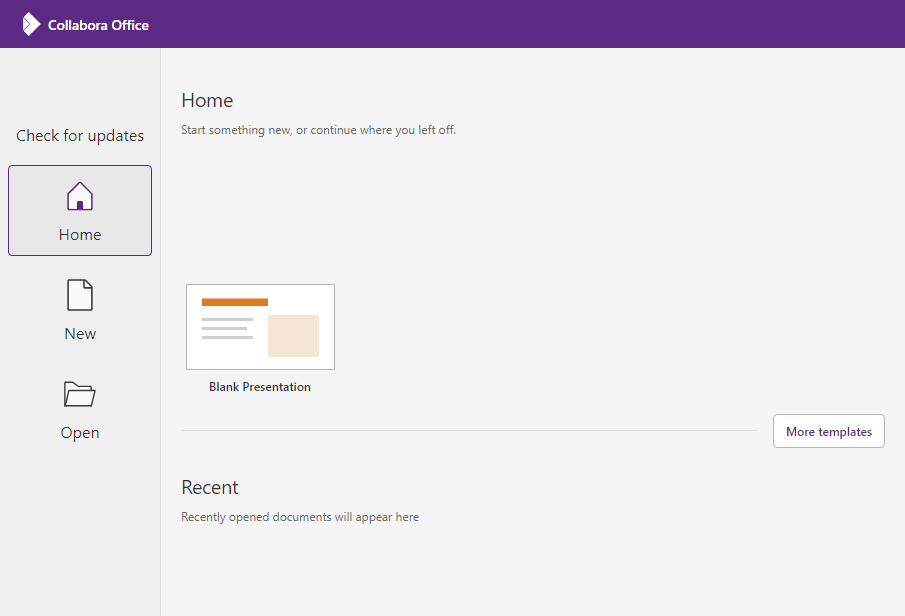 Collabora Office
Check for updates
Home
New
Open
Home
Start something new, or continue where you left off.
Blank Presentation
More templates
Recent
Recently opened documents will appear here